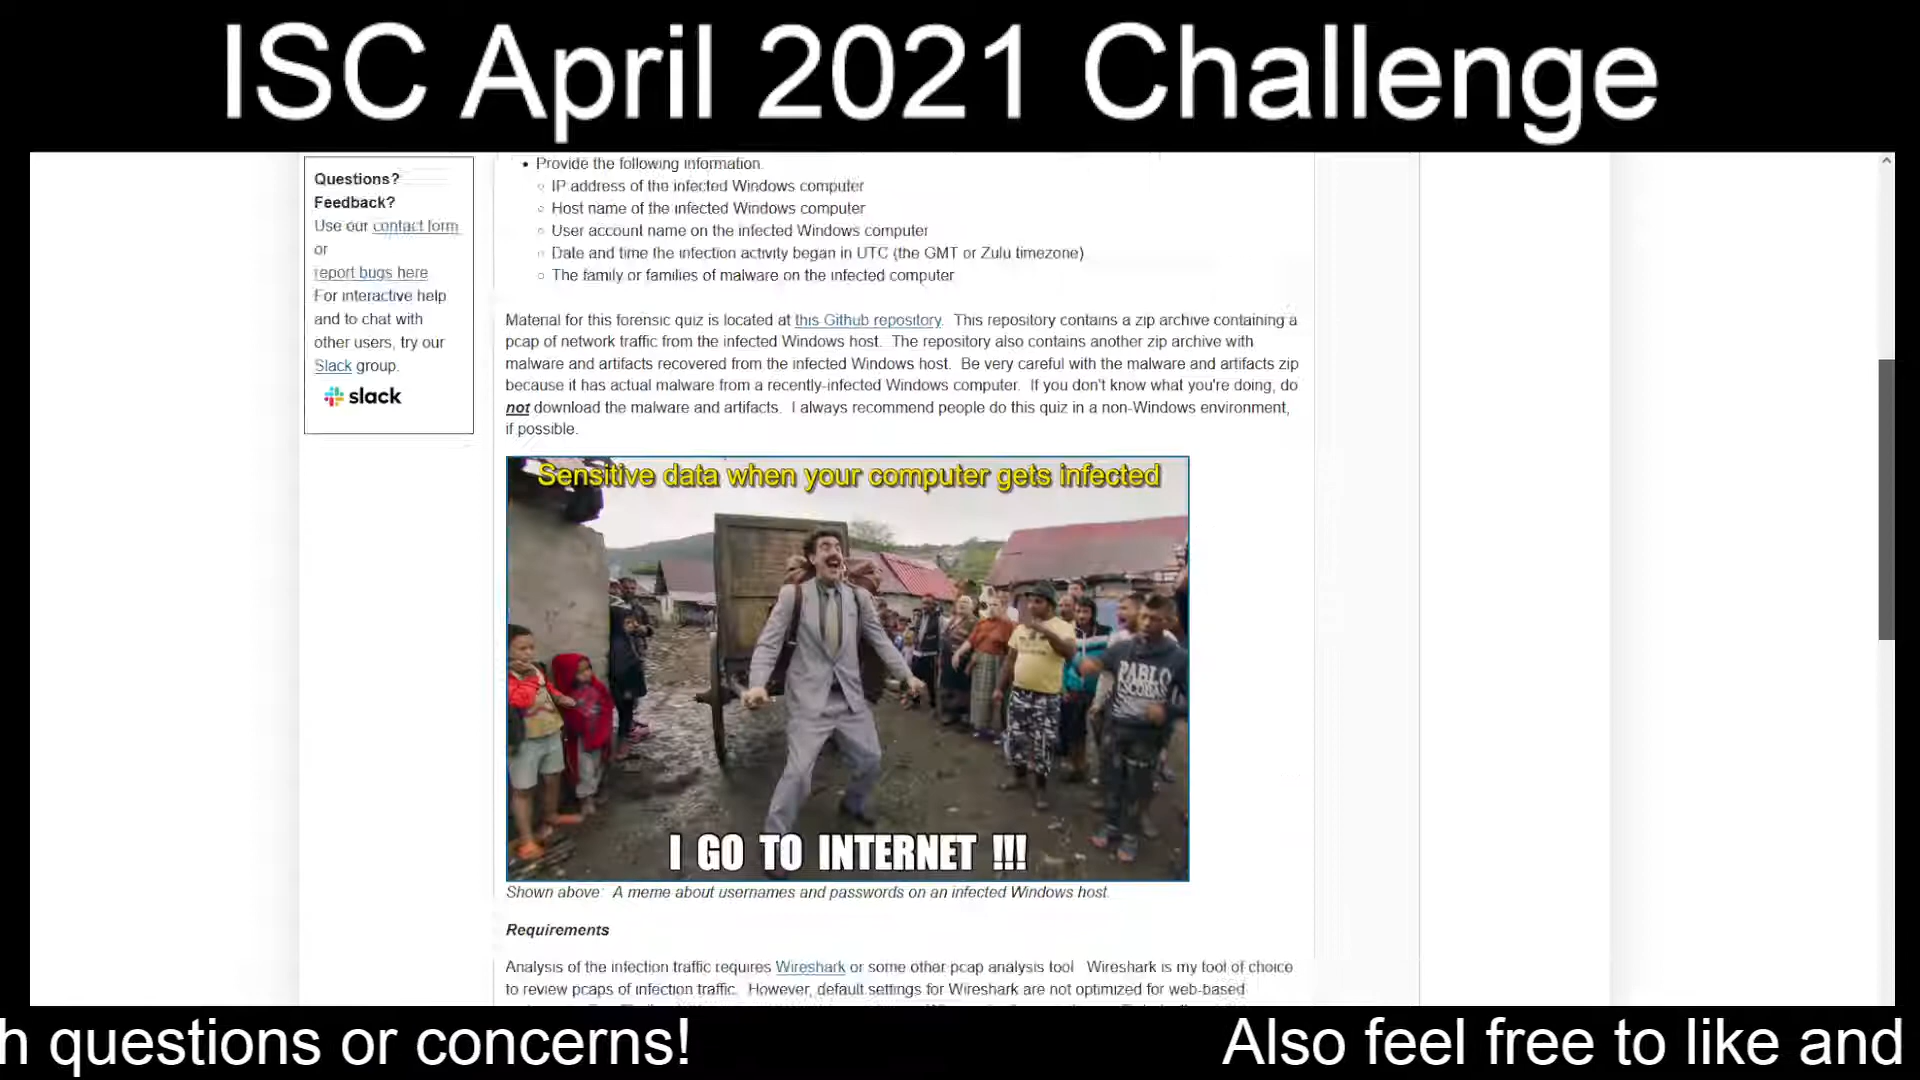 ISC April 2021 Challenge
Questions?
Feedback?
Use our contact form
or
report bugs here
For interactive help
and to chat with
other users, try our
Slack group.
slack
• Provide the following information.
○ IP address of the infected Windows computer
○ Host name of the infected Windows computer
○ User account name on the infected Windows computer
○ Date and time the infection activity began in UTC (the GMT or Zulu timezone)
○ The family or families of malware on the infected computer
Material for this forensic quiz is located at this Github repository. This repository contains a zip archive containing a
pcap of network traffic from the infected Windows host. The repository also contains another zip archive with
malware and artifacts recovered from the infected Windows host. Be very careful with the malware and artifacts zip
because it has actual malware from a recently-infected Windows computer. If you don't know what you're doing, do
not download the malware and artifacts. I always recommend people do this quiz in a non-Windows environment,
if possible.
Sensitive data when your computer gets infected
PABLO
ESCOBAR
I GO TO INTERNET !!!
Shown above: A meme about usernames and passwords on an infected Windows host.
Requirements
Analysis of the infection traffic requires Wireshark or some other pcap analysis tool. Wireshark is my tool of choice
to review pcaps of infection traffic. However, default settings for Wireshark are not optimized for web-based
h questions or concerns!
Also feel free to like and